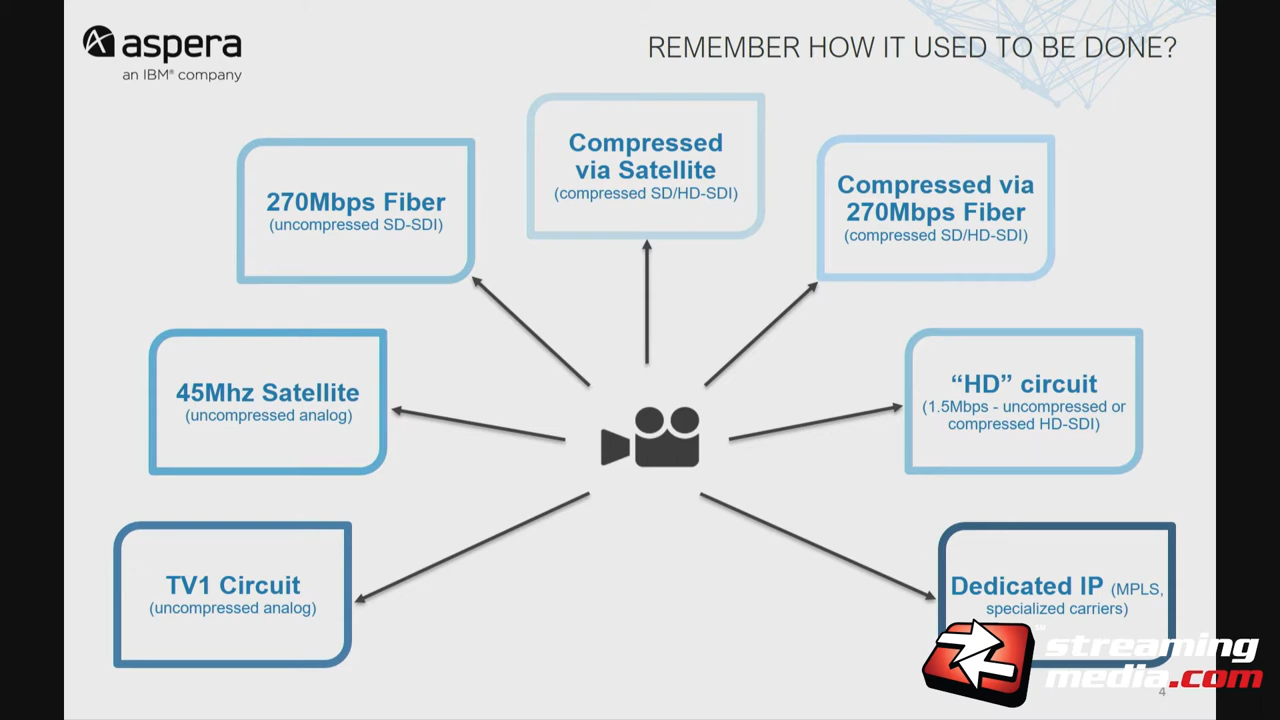 aspera
an IBM® company
REMEMBER HOW IT USED TO BE DONE?
Compressed
via Satellite
(compressed SD/HD-SDI)
270Mbps Fiber
(uncompressed SD-SDI)
Compressed via
270Mbps Fiber
(compressed SD/HD-SDI)
45Mhz Satellite
(uncompressed analog)
“HD” circuit
(1.5Mbps - uncompressed or
compressed HD-SDI)
TV1 Circuit
(uncompressed analog)
Dedicated IP (MPLS,
specialized carriers)
SM
streaming
media.com
4